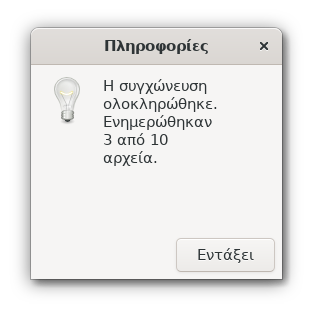 Πληροφορίες
Η συγχώνευση
ολοκληρώθηκε.
Ενημερώθηκαν
3 από 10
αρχεία.
Εντάξει